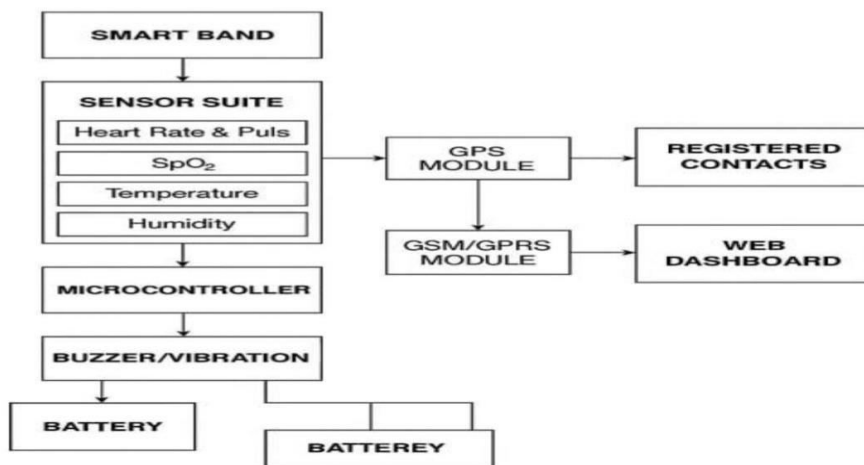 SMART BAND
SENSOR SUITE
Heart Rate & Puls
SpO₂
Temperature
Humidity
GPS
MODULE
REGISTERED
CONTACTS
GSM/GPRS
MODULE
WEB
DASHBOARD
MICROCONTROLLER
BUZZER/VIBRATION
BATTERY
BATTEREY